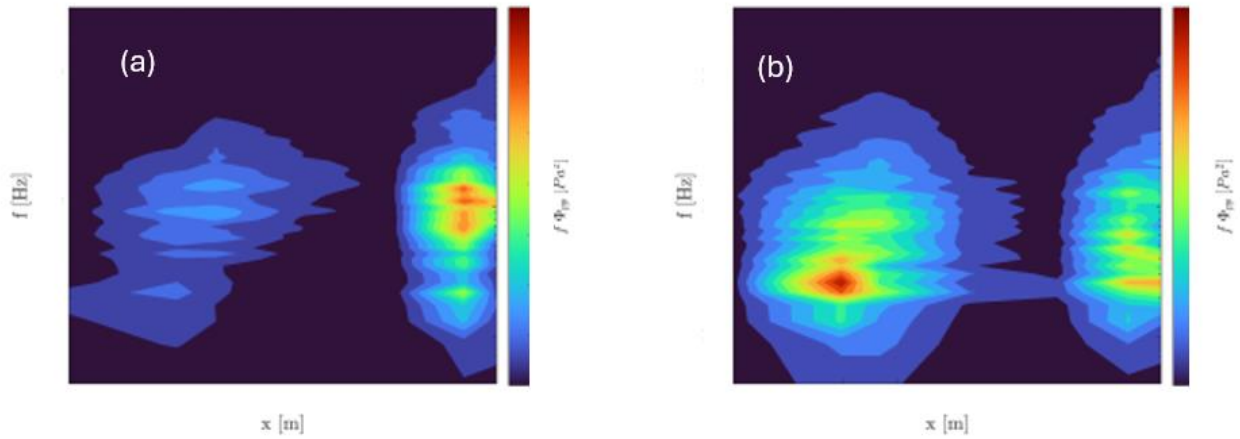 (a)
f [Hz]
x [m]
f Φpp [Pa²]
(b)
f [Hz]
x [m]
f Φpp [Pa²]